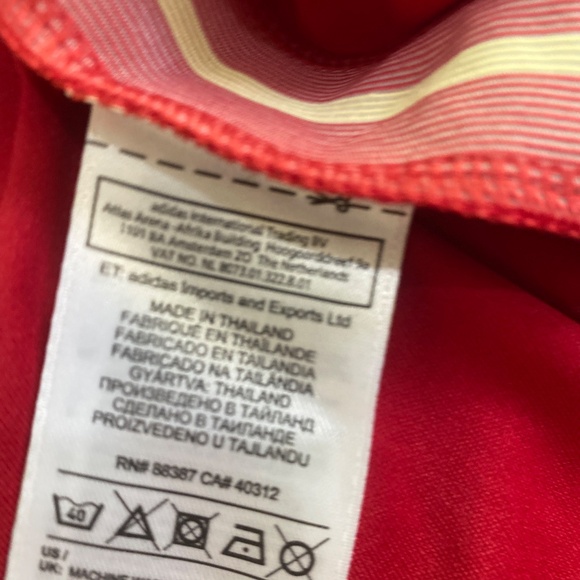 adidas International Trading BV
Atlas Arena -Afrika Building Hoogoorddreef 9a
1101 BA Amsterdam ZO The Netherlands
VAT NO. NL 8073.01.322.B.01
ET: adidas Imports and Exports Ltd
MADE IN THAILAND
FABRIQUÉ EN THAÏLANDE
FABRICADO EN TAILANDIA
FABRICADO NA TAILÂNDIA
GYÁRTVA: THAILAND
ПРОИЗВЕДЕНО В ТАЙЛАНД
СДЕЛАНО В ТАИЛАНДЕ
PROIZVEDENO U TAJLANDU
RN# 88387 CA# 40312
40
US /
UK: MACHINE